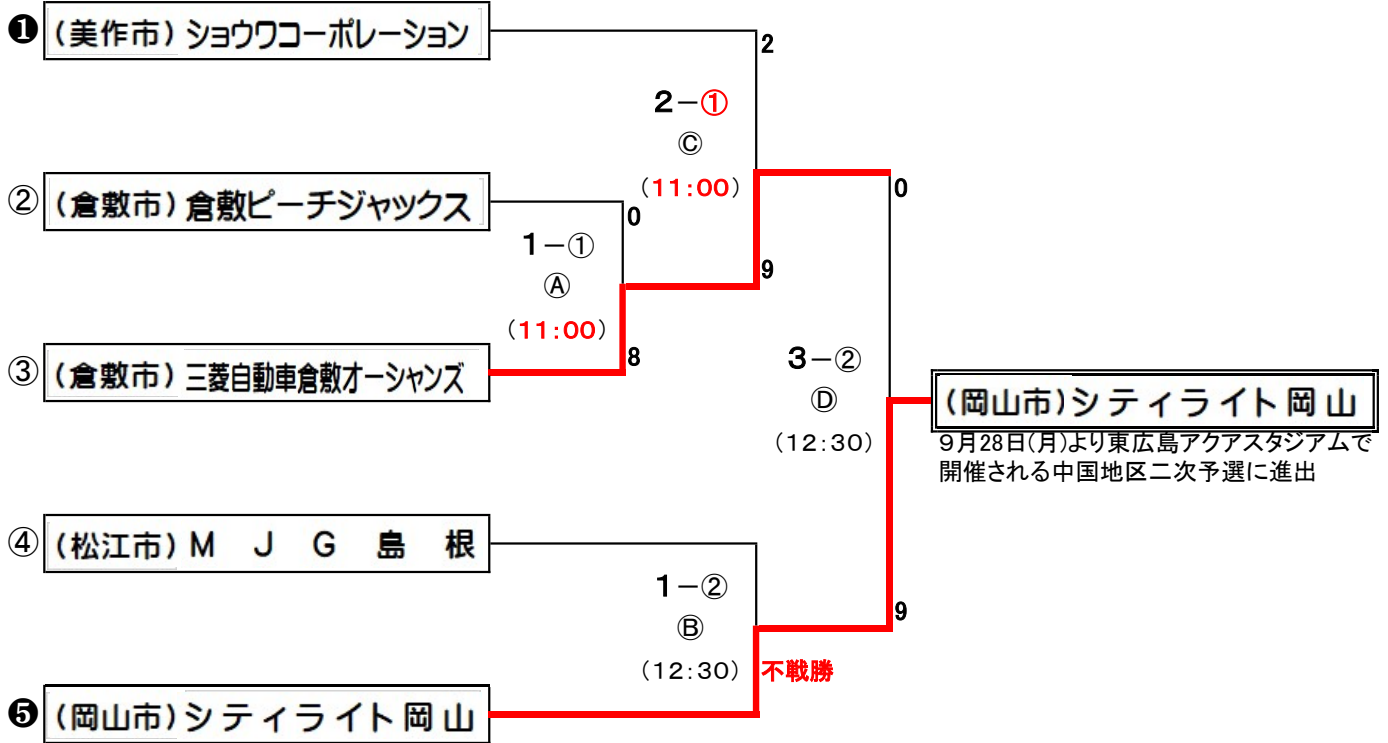 ❶ (美作市) ショウワコーポレーション
2
2－①
Ⓒ
(11:00)
② (倉敷市) 倉敷ピーチジャックス
0
0
1－①
Ⓐ
(11:00)
9
③ (倉敷市) 三菱自動車倉敷オーシャンズ
8
3－②
Ⓓ
(12:30)
(岡山市) シティライト岡山
9月28日(月)より東広島アクアスタジアムで
開催される中国地区二次予選に進出
④ (松江市) M J G 島 根
1－②
Ⓑ
(12:30)
不戦勝
9
❺ (岡山市) シティライト岡山